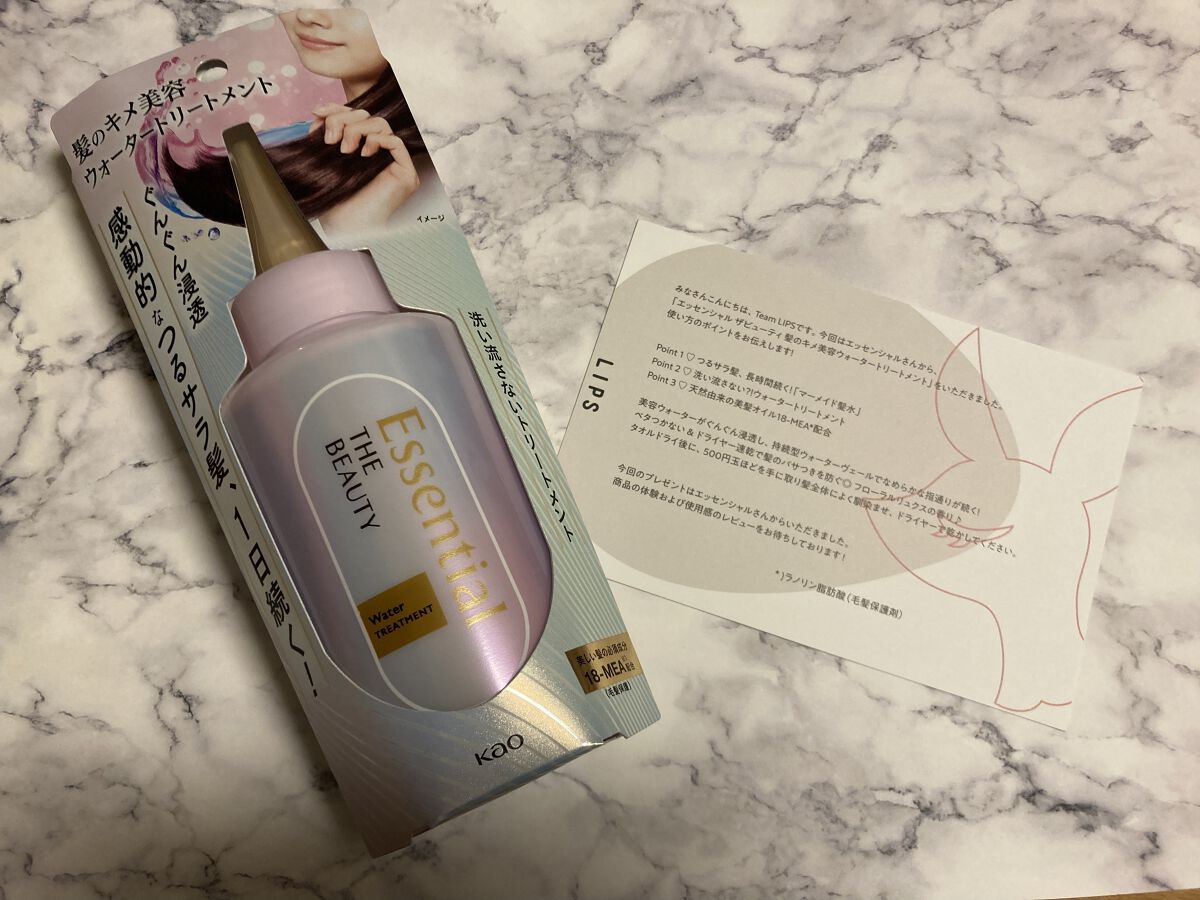 髪のキメ美容
ウォータートリートメント
ぐんぐん浸透
感動的なつるサラ髪、1日続く!
イメージ
洗い流さないトリートメント
Essential
THE
BEAUTY
Water
TREATMENT
美しい髪の必須成分
18-MEA
配合
[毛髪保護]
Kao
LIPS
みなさんこんにちは、Team LIPSです。今回はエッセンシャルさんから、
「エッセンシャル ザビューティ 髪のキメ美容ウォータートリートメント」をいただきました。
使い方のポイントをお伝えします!
Point 1♡ つるサラ髪、長時間続く!「マーメイド髪水」
Point 2♡ 洗い流さない?!ウォータートリートメント
Point 3♡ 天然由来の美髪オイル18-MEA*配合
美容ウォーターがぐんぐん浸透し、持続型ウォーターヴェールでなめらかな指通りが続く!
ベタつかない & ドライヤー速乾で髪のパサつきを防ぐ◎ フローラルリュクスの香り♪
タオルドライ後に、500円玉ほどを手に取り髪全体によく馴染ませ、ドライヤーで乾かしてください。
今回のプレゼントはエッセンシャルさんからいただきました。
商品の体験および使用感のレビューをお待ちしております!
*)ラノリン脂肪酸(毛髪保護剤)